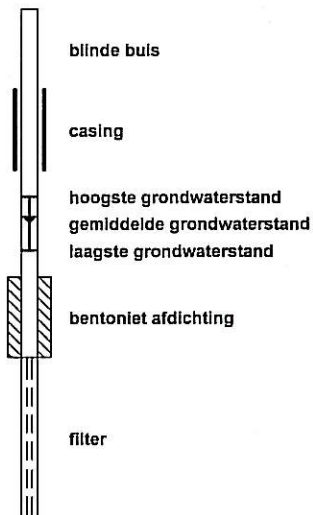 blinde buis
casing
hoogste grondwaterstand
gemiddelde grondwaterstand
laagste grondwaterstand
bentoniet afdichting
filter